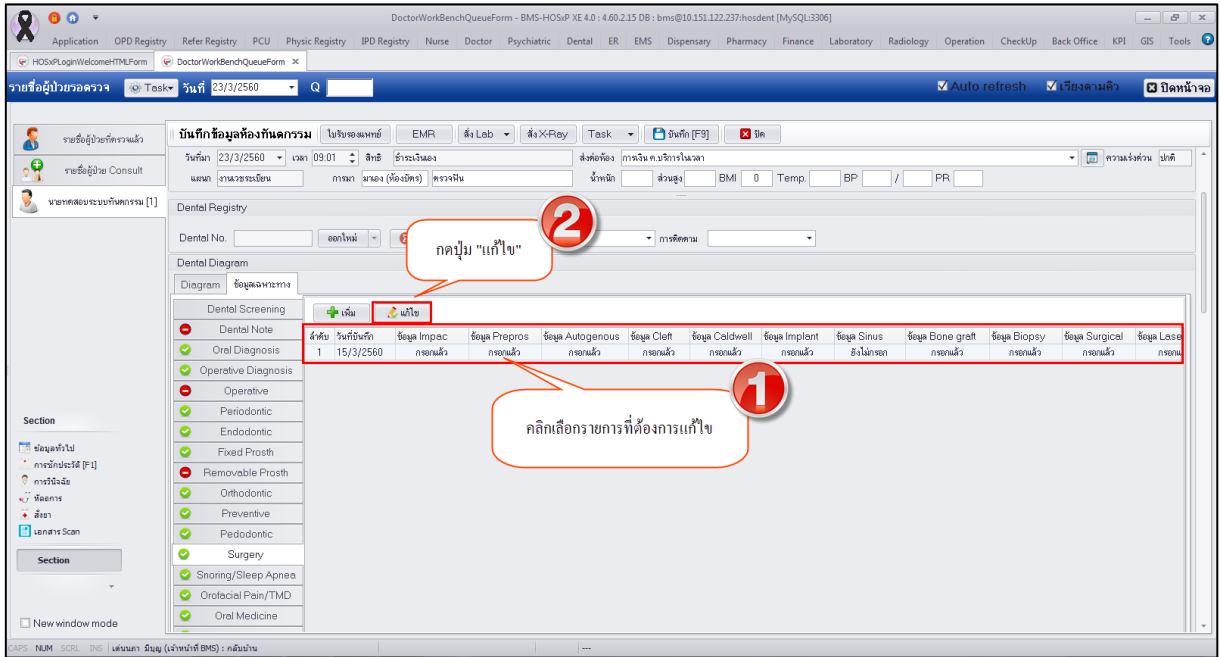 DoctorWorkBenchQueueForm - BMS-HOSxP XE 4.0 : 4.60.2.15 DB : bms@10.151.122.237:hosdent [MySQL:3306]
Application OPD Registry Refer Registry PCU Physic Registry IPD Registry Nurse Doctor Psychiatric Dental ER EMS Dispensary Pharmacy Finance Laboratory Radiology Operation CheckUp Back Office KPI GIS Tools
HOSxPLoginWelcomeHTMLForm DoctorWorkBenchQueueForm
รายชื่อผู้ป่วยรอตรวจ Task วันที่ 23/3/2560 Q Auto refresh เรียงตามคิว ปิดหน้าจอ
รายชื่อผู้ป่วยที่ตรวจแล้ว
รายชื่อผู้ป่วย Consult
นายทดสอบระบบทันตกรรม [1]
บันทึกข้อมูลห้องทันตกรรม ใบรับรองแพทย์ EMR สั่ง Lab สั่ง X-Ray Task บันทึก [F9] ปิด
วันที่มา 23/3/2560 เวลา 09:01 สิทธิ ชำระเงินเอง ส่งต่อห้อง การเงิน ค.บริการในเวลา ความเร่งด่วน ปกติ
แผนก งานเวชระเบียน การมา มาเอง (ห้องบัตร) ตรวจฟัน น้ำหนัก ส่วนสูง BMI 0 Temp. BP / PR
Dental Registry
Dental No. ออกใหม่ การติดตาม
2
กดปุ่ม "แก้ไข"
Dental Diagram
Diagram ข้อมูลเฉพาะทาง
เพิ่ม แก้ไข
ลำดับ วันที่บันทึก ข้อมูล Impac ข้อมูล Prepros ข้อมูล Autogenous ข้อมูล Cleft ข้อมูล Caldwell ข้อมูล Implant ข้อมูล Sinus ข้อมูล Bone graft ข้อมูล Biopsy ข้อมูล Surgical ข้อมูล Lase
1 15/3/2560 กรอกแล้ว กรอกแล้ว กรอกแล้ว กรอกแล้ว กรอกแล้ว กรอกแล้ว ยังไม่กรอก กรอกแล้ว กรอกแล้ว กรอกแล้ว กรอกแ
1
คลิกเลือกรายการที่ต้องการแก้ไข
Dental Screening
Dental Note
Oral Diagnosis
Operative Diagnosis
Operative
Periodontic
Endodontic
Fixed Prosth
Removable Prosth
Orthodontic
Preventive
Pedodontic
Surgery
Snoring/Sleep Apnea
Orofacial Pain/TMD
Oral Medicine
Section
ข้อมูลทั่วไป
การซักประวัติ [F1]
การวินิจฉัย
หัตถการ
สั่งยา
เอกสาร Scan
Section
New window mode
CAPS NUM SCRL INS เด่นนภา มีบุญ (เจ้าหน้าที่ BMS) : กลับบ้าน ---